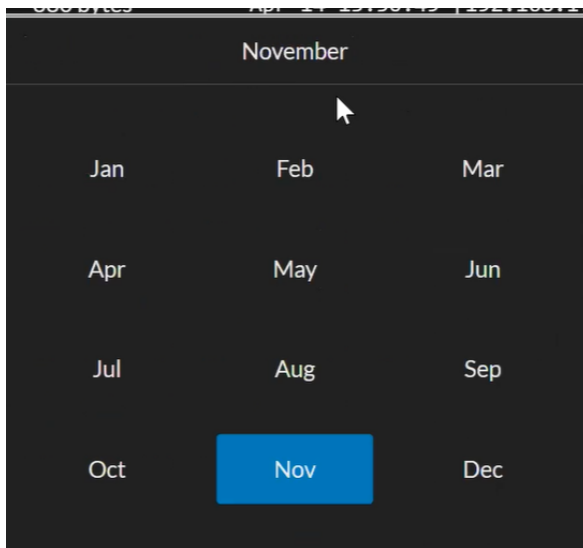 November
Jan Feb Mar
Apr May Jun
Jul Aug Sep
Oct Nov Dec